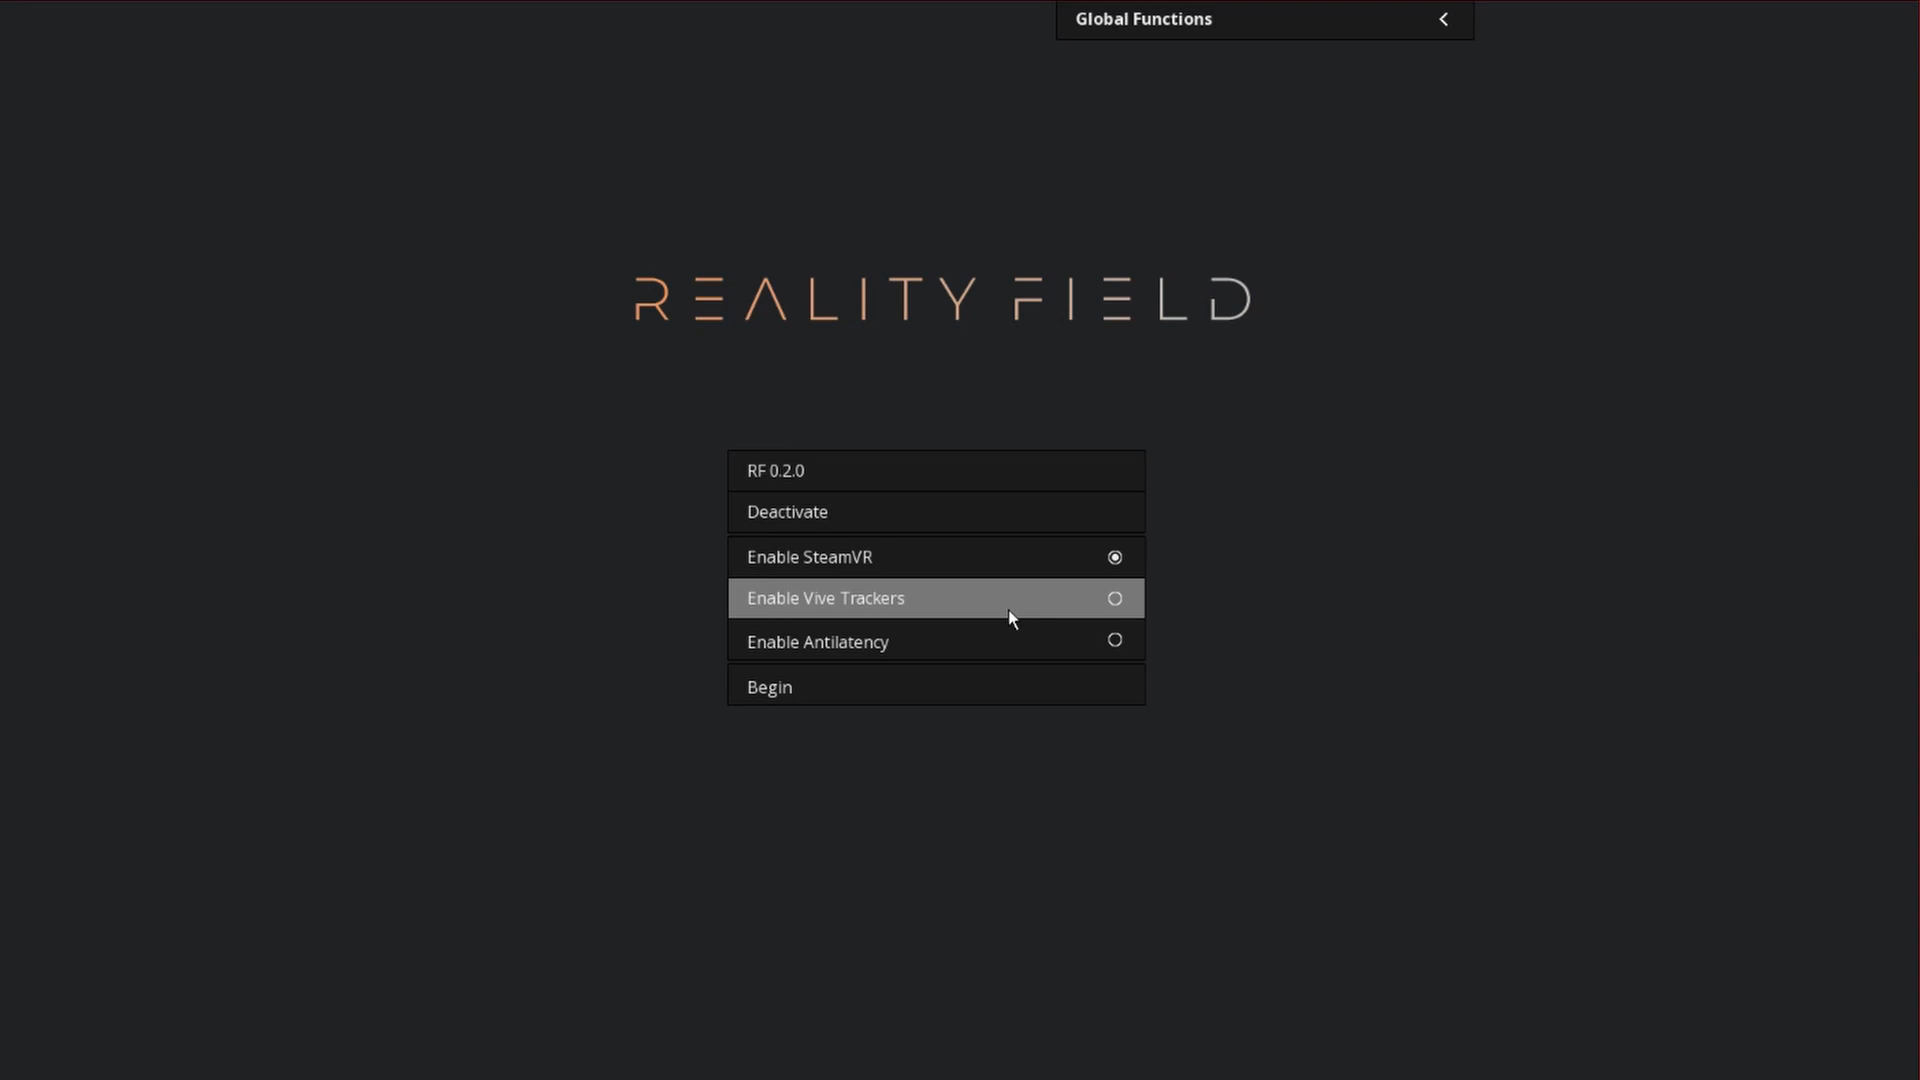 Global Functions
REALITY FIELD
RF 0.2.0
Deactivate
Enable SteamVR
Enable Vive Trackers
Enable Antilatency
Begin